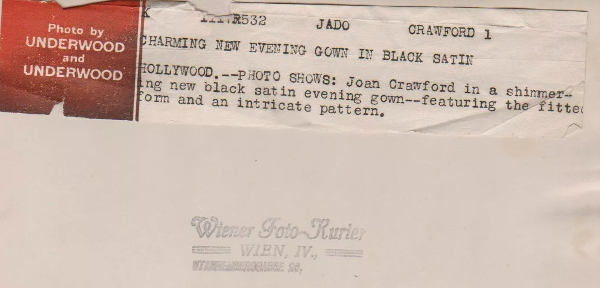 Photo by
UNDERWOOD
and
UNDERWOOD
R532 JADO CRAWFORD 1
CHARMING NEW EVENING GOWN IN BLACK SATIN
HOLLYWOOD.--PHOTO SHOWS: Joan Crawford in a shimmer-
ing new black satin evening gown--featuring the fitted
form and an intricate pattern.
Wiener Foto-Kurier
WIEN, IV.,